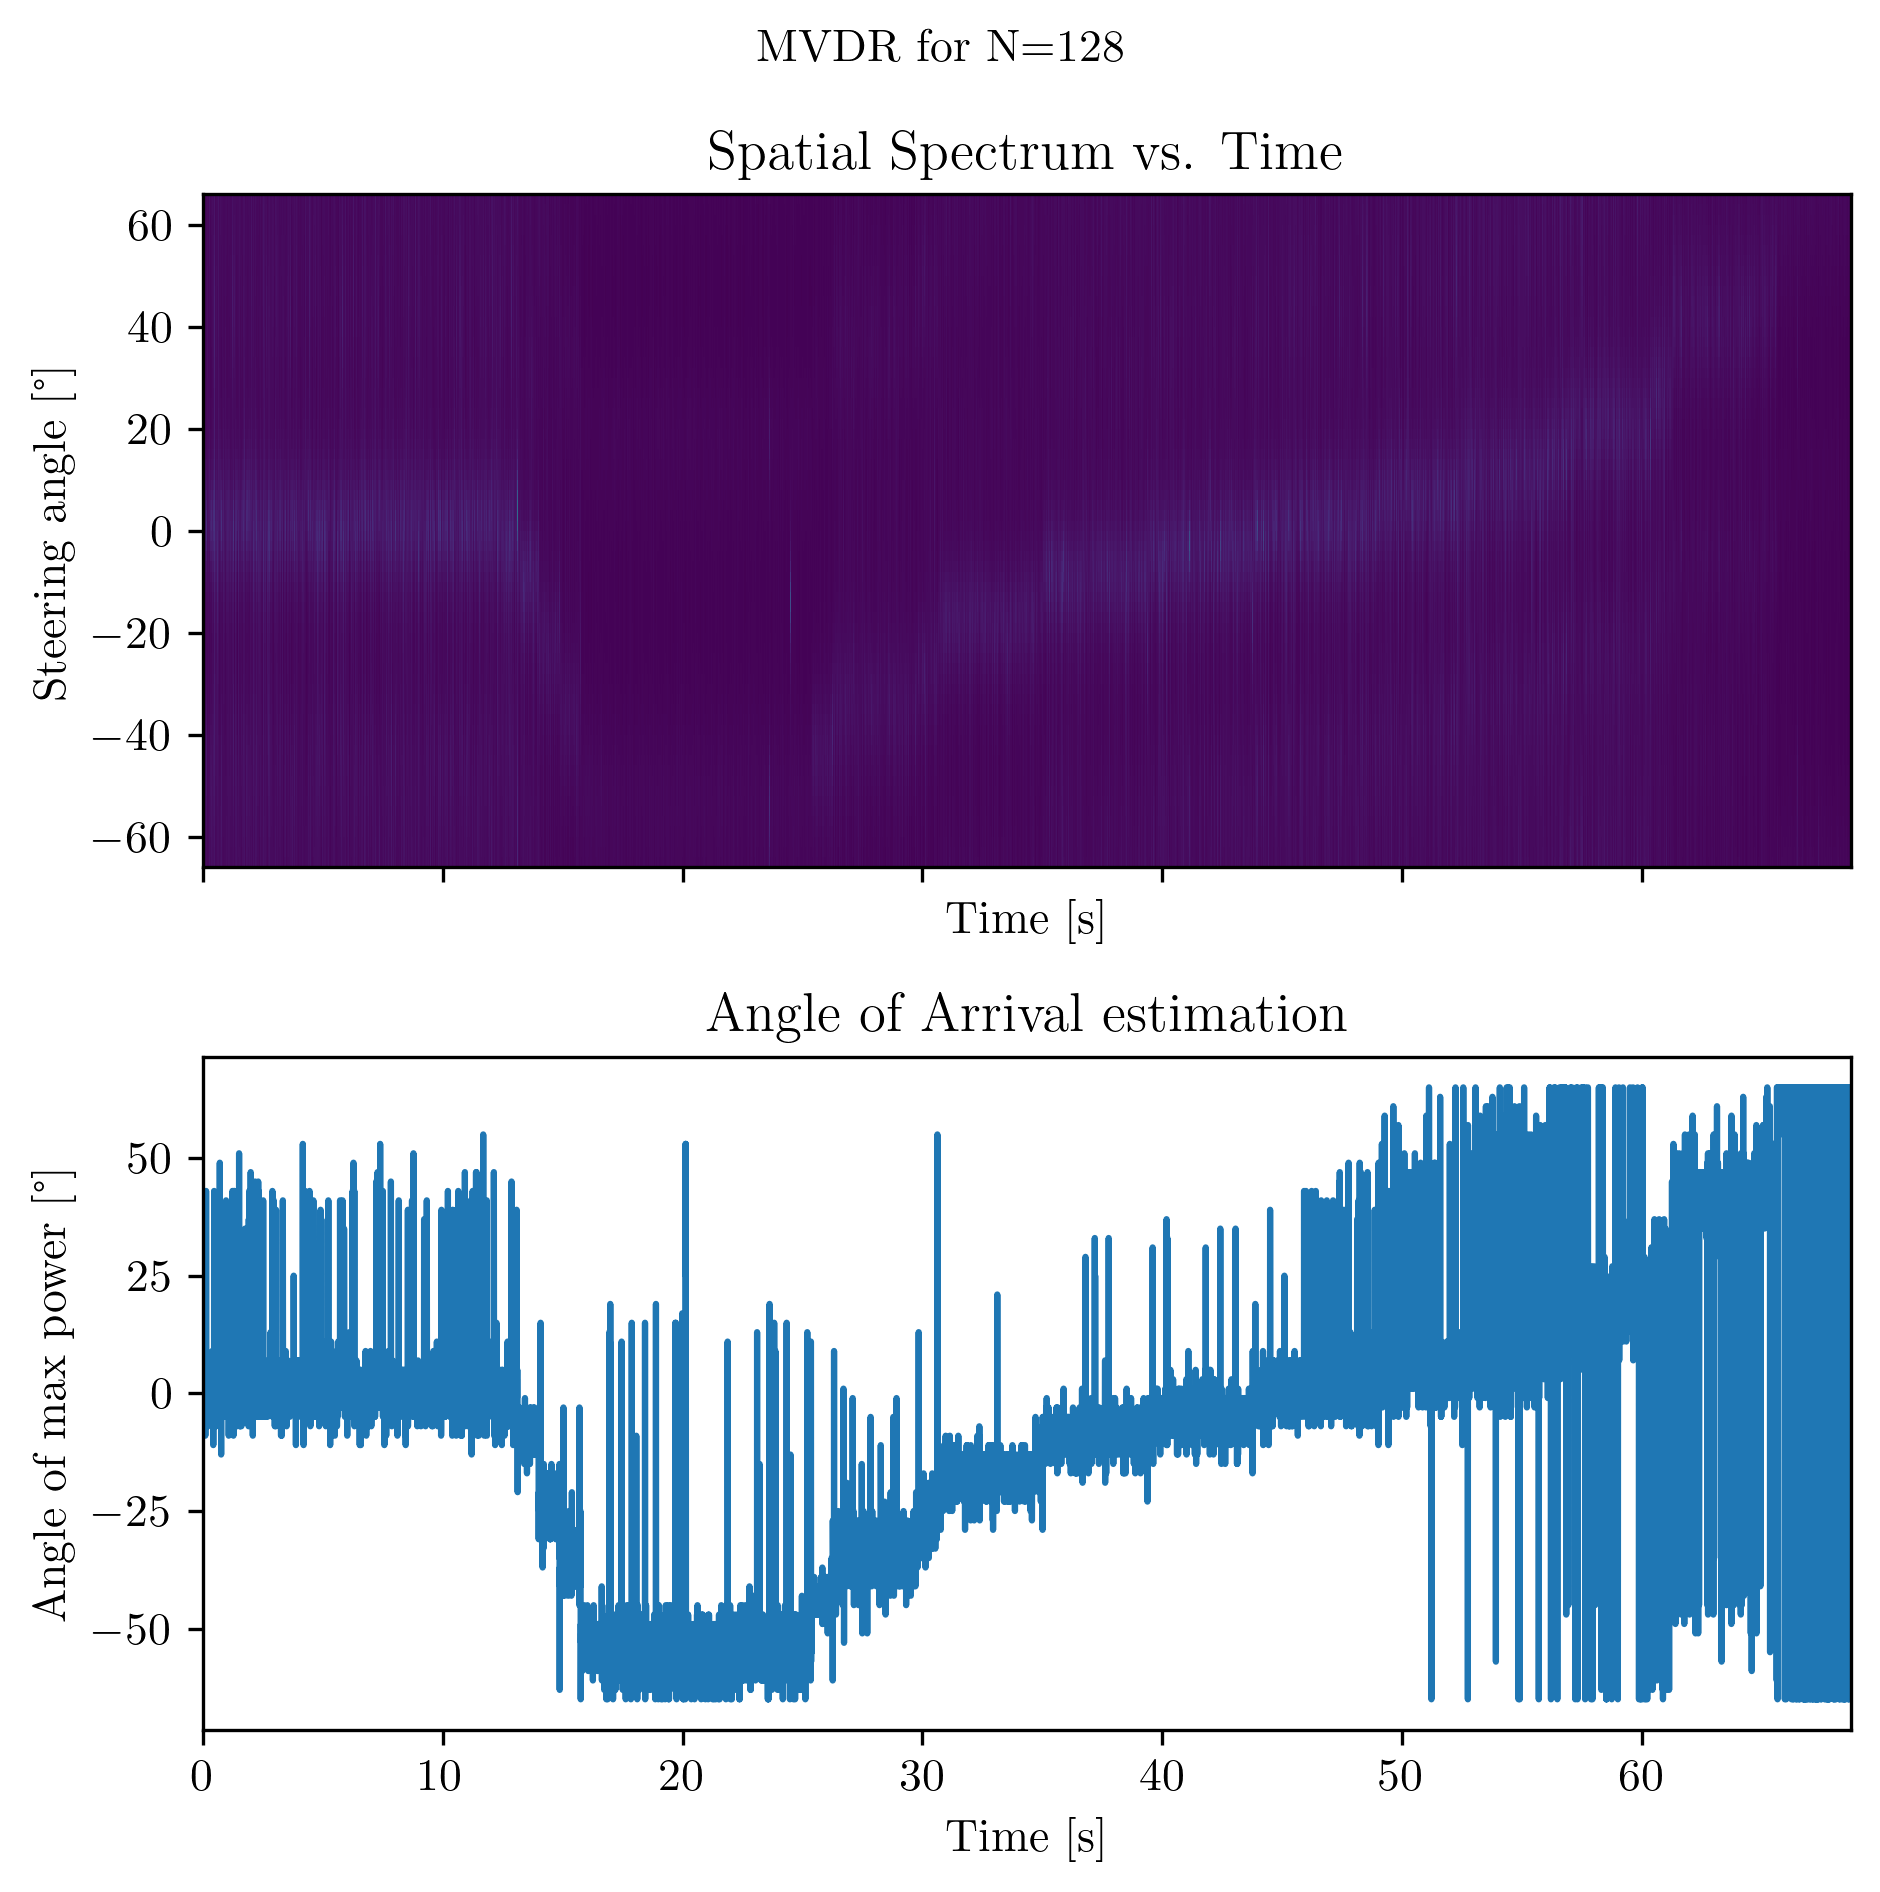 MVDR for N=128
Spatial Spectrum vs. Time
Steering angle [°]
60
40
20
0
−20
−40
−60
Time [s]
Angle of Arrival estimation
Angle of max power [°]
50
25
0
−25
−50
0 10 20 30 40 50 60
Time [s]